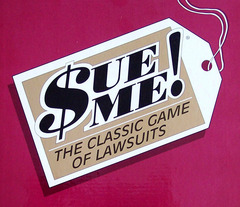 $UE
ME!
THE CLASSIC GAME
OF LAWSUITS